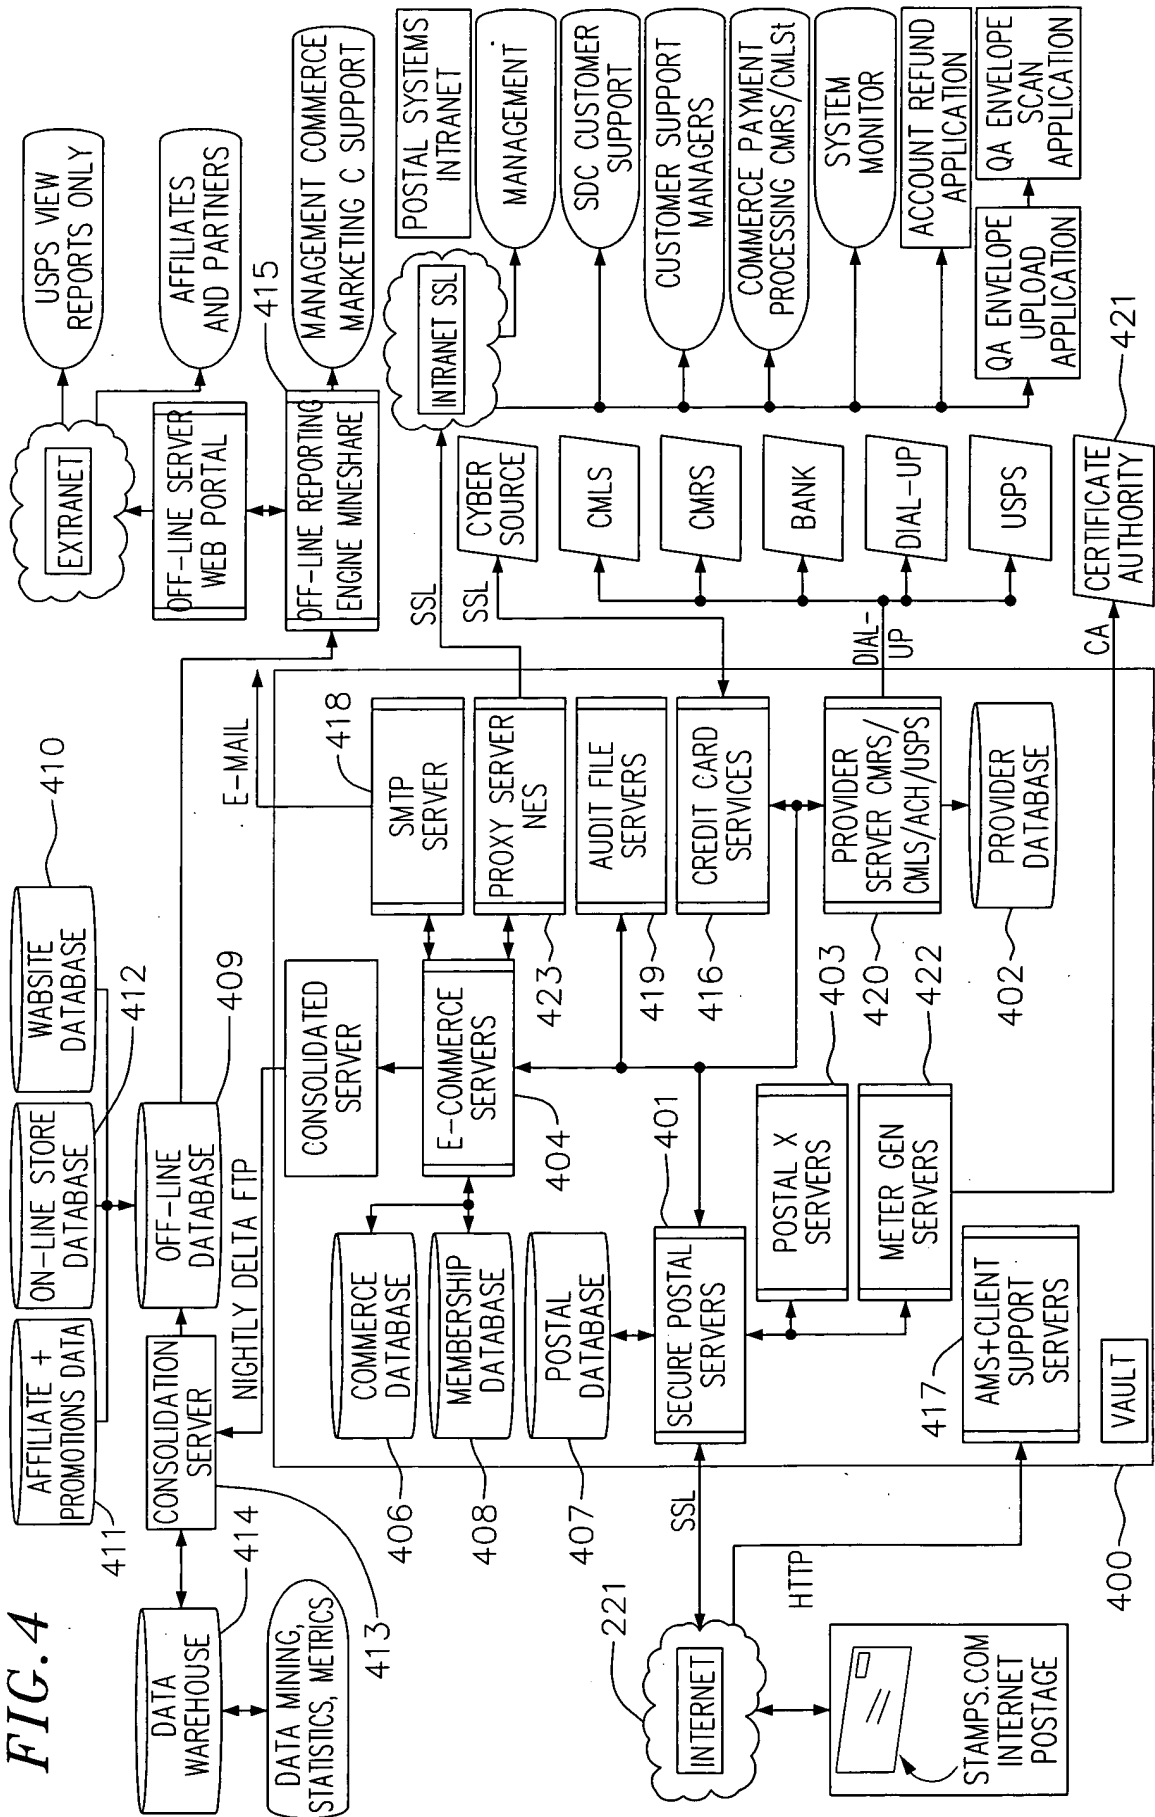 FIG. 4
AFFILIATE +
PROMOTIONS DATA
411
ON-LINE STORE
DATABASE
412
WABSITE
DATABASE
410
EXTRANET
USPS VIEW
REPORTS ONLY
AFFILIATES
AND PARTNERS
OFF-LINE SERVER
WEB PORTAL
415
DATA
WAREHOUSE
414
CONSOLIDATION
SERVER
413
OFF-LINE
DATABASE
409
OFF-LINE REPORTING
ENGINE MINESHARE
MANAGEMENT COMMERCE
MARKETING C SUPPORT
DATA MINING,
STATISTICS, METRICS
NIGHTLY DELTA FTP
E-MAIL
CONSOLIDATED
SERVER
SMTP
SERVER
418
COMMERCE
DATABASE
406
MEMBERSHIP
DATABASE
408
E-COMMERCE
SERVERS
404
PROXY SERVER
NES
423
SSL
INTRANET SSL
POSTAL SYSTEMS
INTRANET
MANAGEMENT
SDC CUSTOMER
SUPPORT
CUSTOMER SUPPORT
MANAGERS
COMMERCE PAYMENT
PROCESSING CMRS/CMLSt
SYSTEM
MONITOR
ACCOUNT REFUND
APPLICATION
QA ENVELOPE
UPLOAD
APPLICATION
QA ENVELOPE
SCAN
APPLICATION
POSTAL
DATABASE
407
AUDIT FILE
SERVERS
419
SSL
CYBER
SOURCE
CMLS
CMRS
BANK
DIAL-UP
USPS
CERTIFICATE
AUTHORITY
421
221
INTERNET
SSL
HTTP
SECURE POSTAL
SERVERS
401
CREDIT CARD
SERVICES
416
POSTAL X
SERVERS
403
PROVIDER
SERVER CMRS/
CMLS/ACH/USPS
420
DIAL-
UP
METER GEN
SERVERS
422
PROVIDER
DATABASE
402
CA
STAMPS.COM
INTERNET
POSTAGE
417
AMS+CLIENT
SUPPORT
SERVERS
VAULT
400